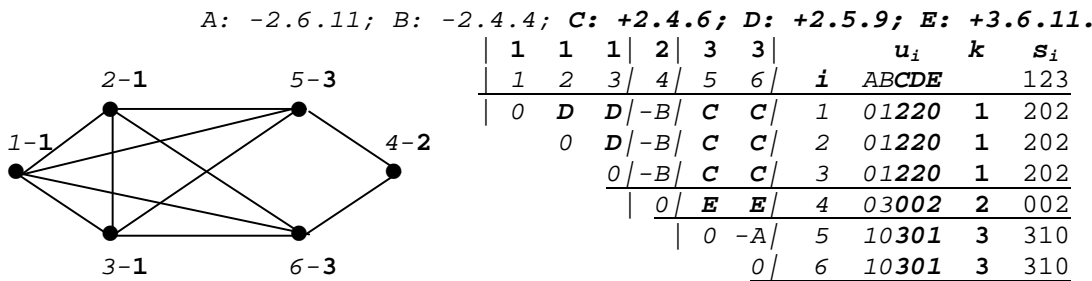 A: -2.6.11; B: -2.4.4; C: +2.4.6; D: +2.5.9; E: +3.6.11.
| 1 1 1| 2| 3 3| uᵢ k sᵢ
| 1 2 3| 4| 5 6| i ABCDE 123
| 0 D D|-B| C C| 1 01220 1 202
0 D|-B| C C| 2 01220 1 202
0|-B| C C| 3 01220 1 202
| 0| E E| 4 03002 2 002
| 0 -A| 5 10301 3 310
0| 6 10301 3 310
2-1 5-3
1-1 4-2
3-1 6-3